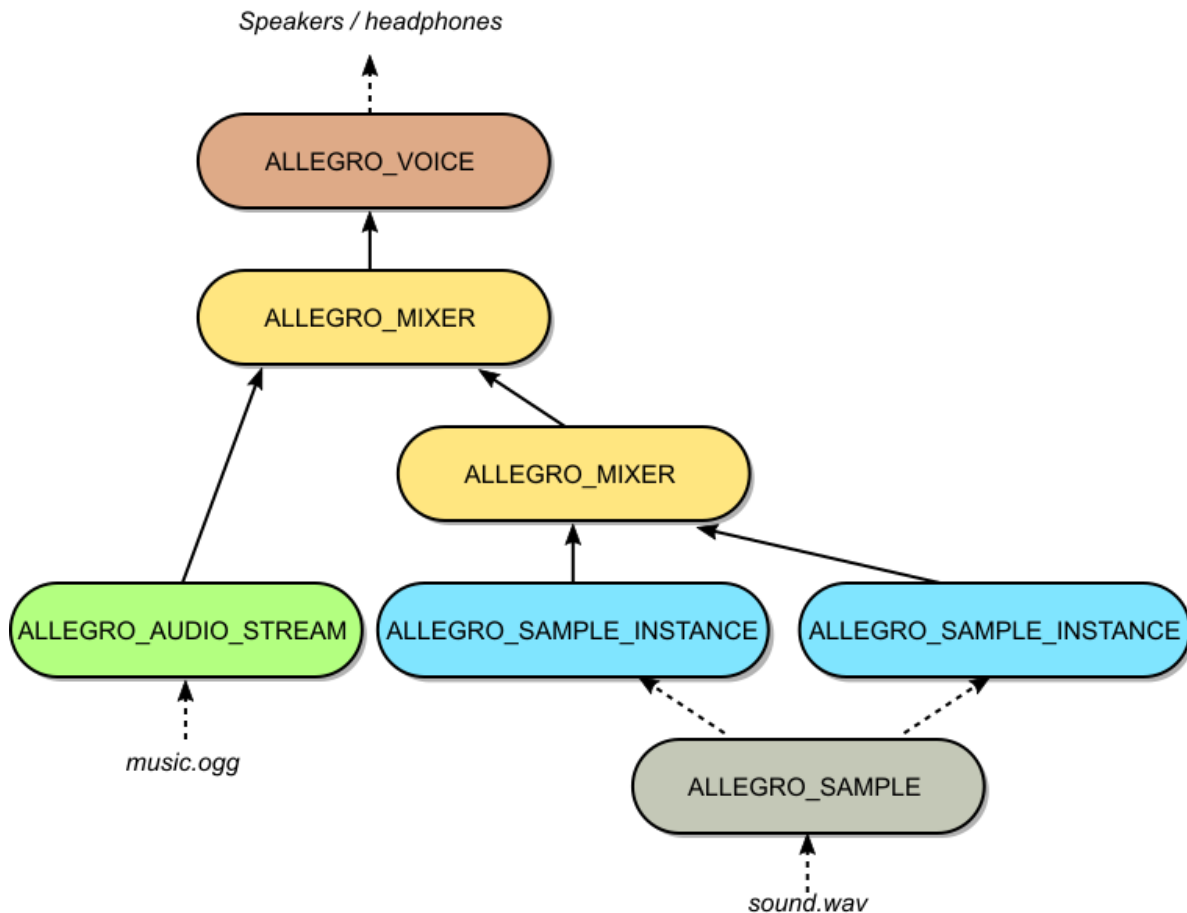 Speakers / headphones
ALLEGRO_VOICE
ALLEGRO_MIXER
ALLEGRO_MIXER
ALLEGRO_AUDIO_STREAM
ALLEGRO_SAMPLE_INSTANCE
ALLEGRO_SAMPLE_INSTANCE
music.ogg
ALLEGRO_SAMPLE
sound.wav